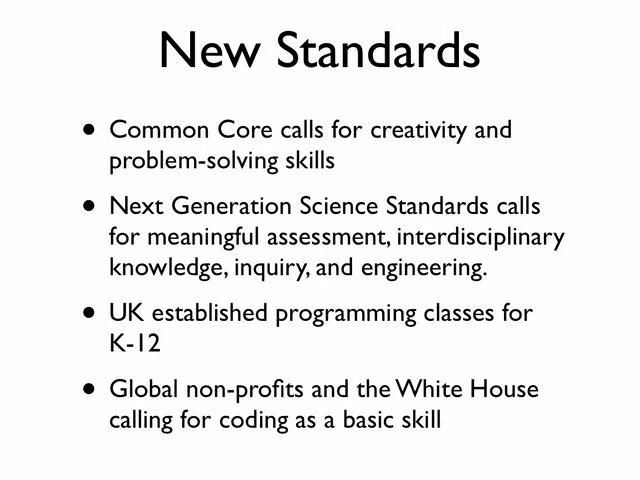 New Standards
• Common Core calls for creativity and
problem-solving skills
• Next Generation Science Standards calls
for meaningful assessment, interdisciplinary
knowledge, inquiry, and engineering.
• UK established programming classes for
K-12
• Global non-profits and the White House
calling for coding as a basic skill